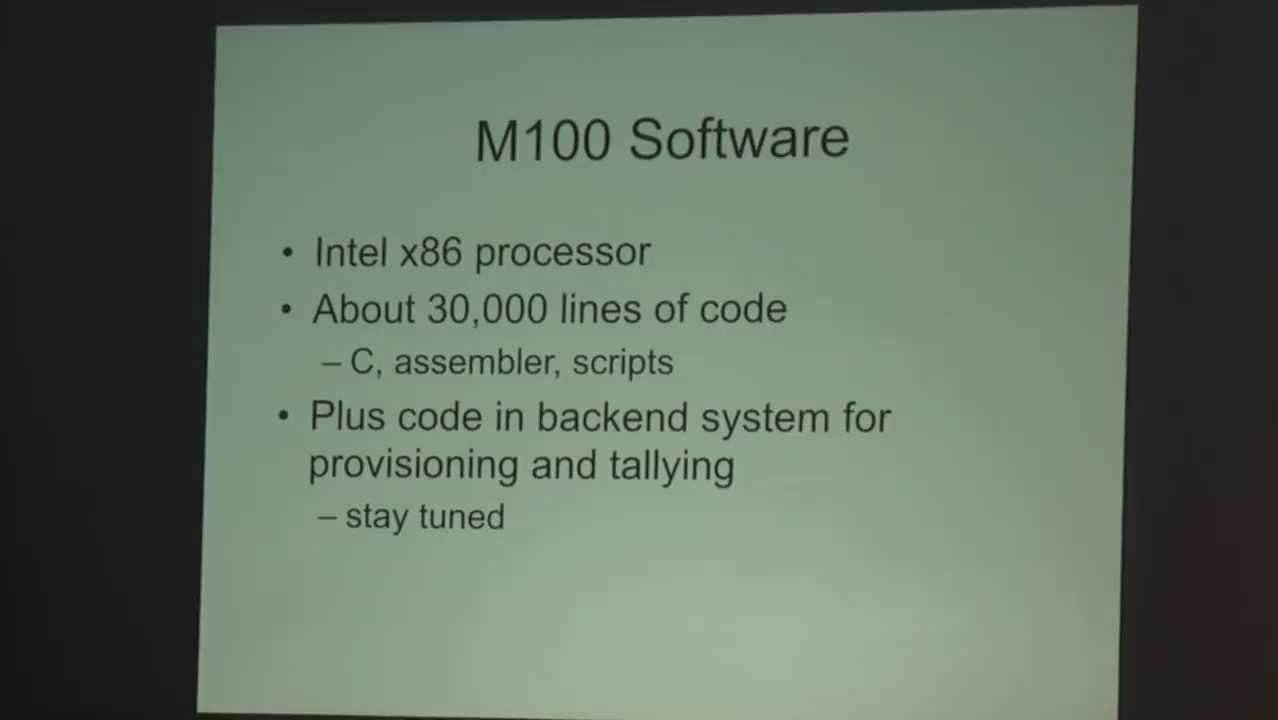 M100 Software
• Intel x86 processor
• About 30,000 lines of code
– C, assembler, scripts
• Plus code in backend system for
provisioning and tallying
– stay tuned